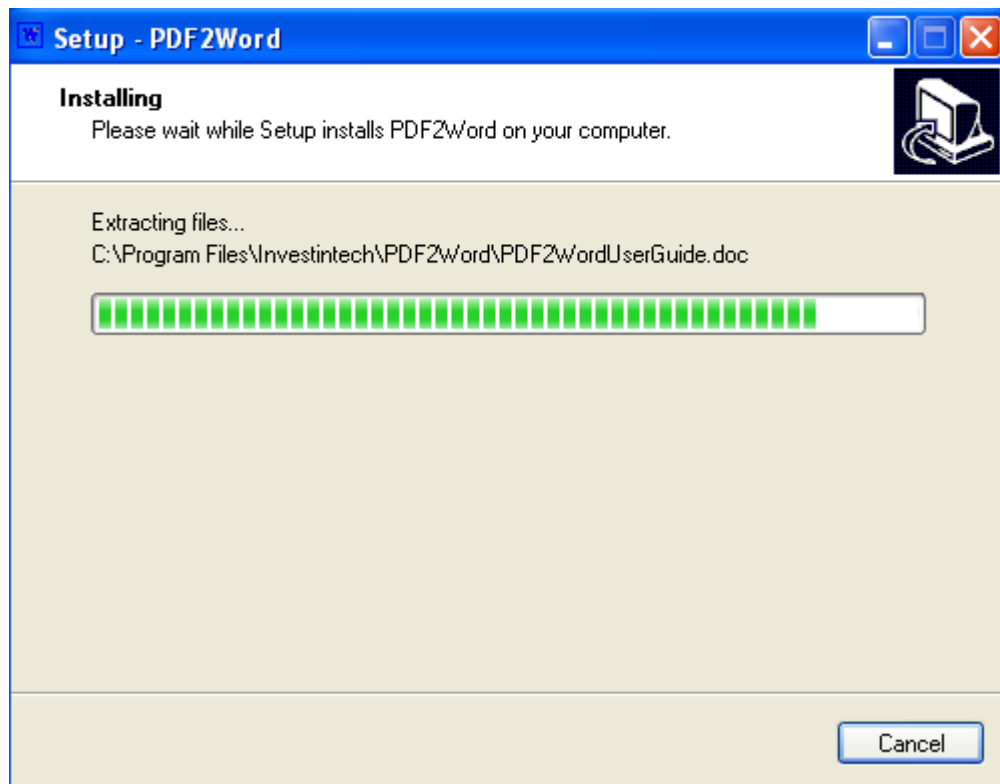 Setup - PDF2Word
Installing
Please wait while Setup installs PDF2Word on your computer.
Extracting files...
C:\Program Files\Investintech\PDF2Word\PDF2WordUserGuide.doc
Cancel